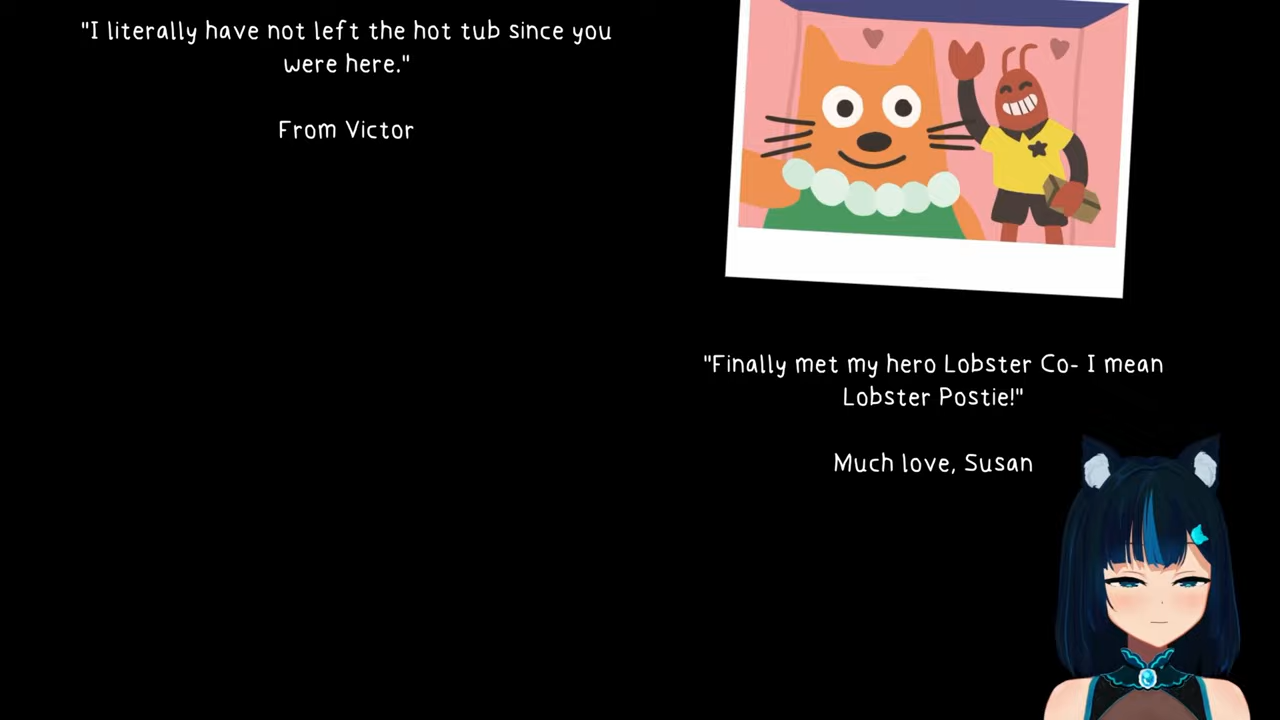 "I literally have not left the hot tub since you
were here."
From Victor
"Finally met my hero Lobster Co- I mean
Lobster Postie!"
Much love, Susan